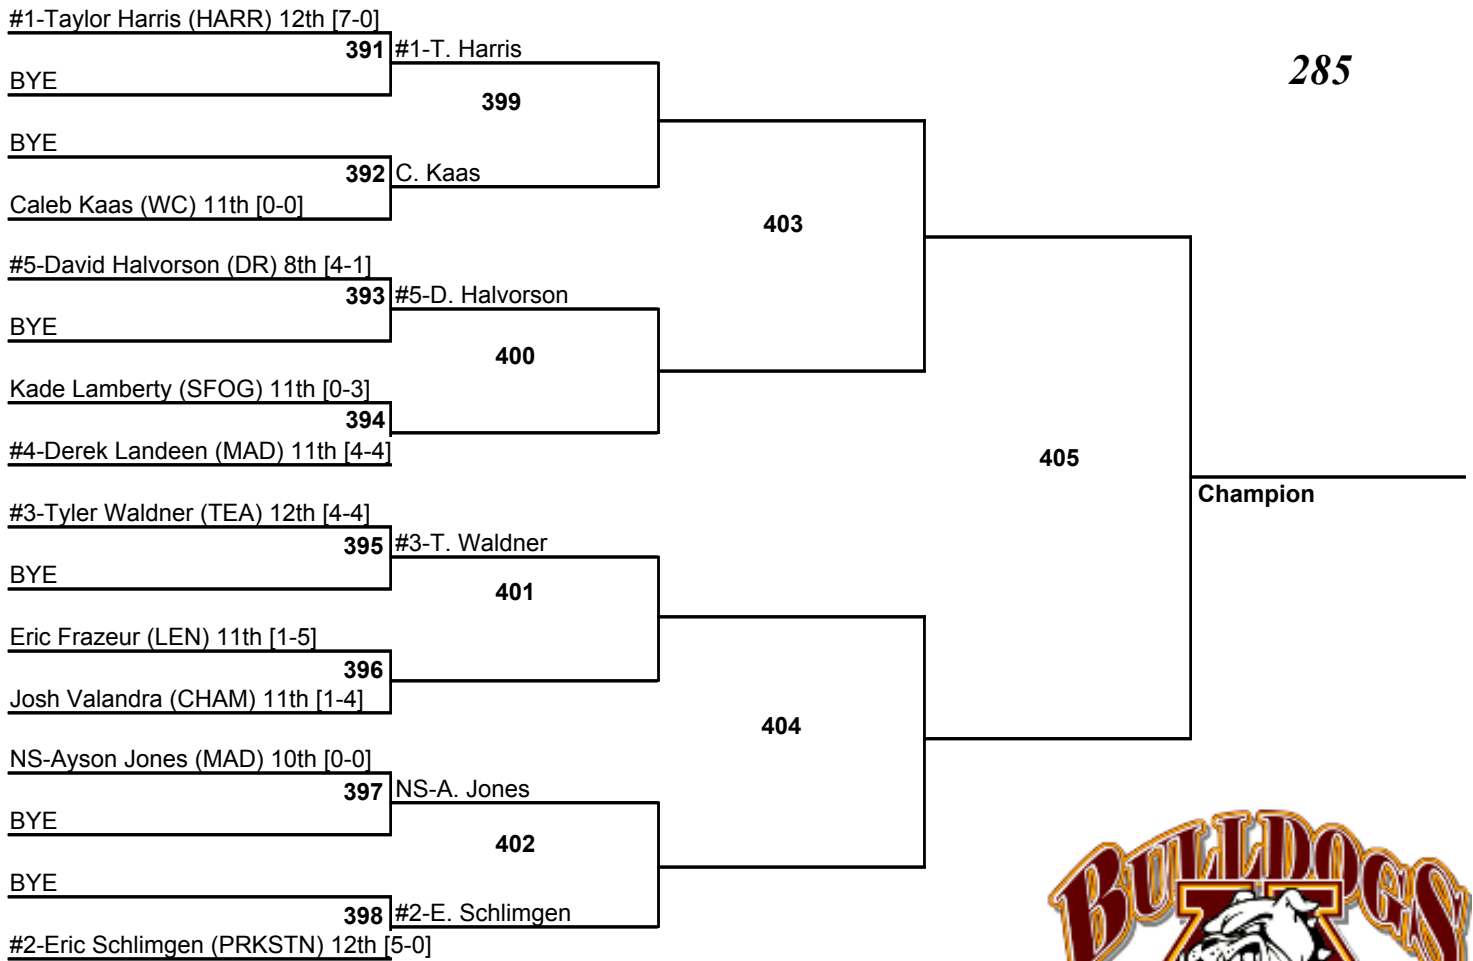 #1-Taylor Harris (HARR) 12th [7-0]
391 #1-T. Harris
285
BYE
399
BYE
392 C. Kaas
Caleb Kaas (WC) 11th [0-0]
403
#5-David Halvorson (DR) 8th [4-1]
393 #5-D. Halvorson
BYE
400
Kade Lamberty (SFOG) 11th [0-3]
394
#4-Derek Landeen (MAD) 11th [4-4]
405
Champion
#3-Tyler Waldner (TEA) 12th [4-4]
395 #3-T. Waldner
BYE
401
Eric Frazeur (LEN) 11th [1-5]
396
Josh Valandra (CHAM) 11th [1-4]
404
NS-Ayson Jones (MAD) 10th [0-0]
397 NS-A. Jones
BYE
402
BYE
398 #2-E. Schlimgen
#2-Eric Schlimgen (PRKSTN) 12th [5-0]
BULLDOGS